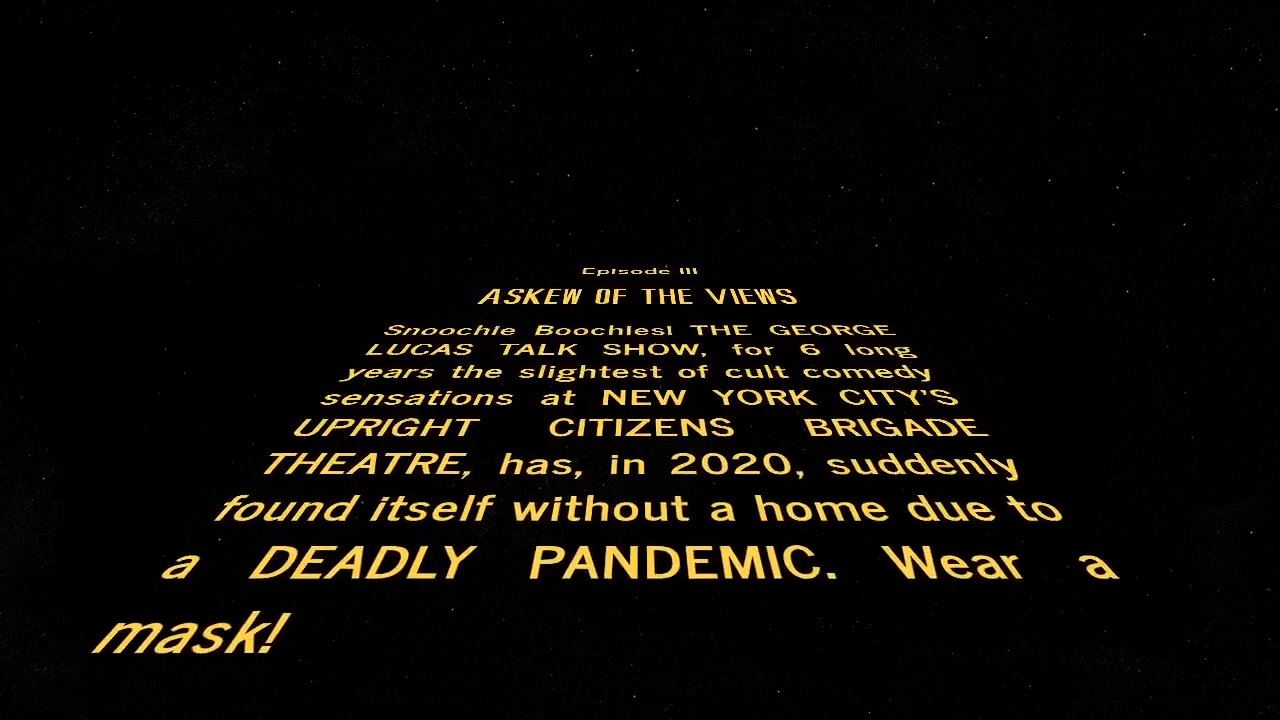 Episode III
ASKEW OF THE VIEWS
Snoochie Boochies! THE GEORGE
LUCAS TALK SHOW, for 6 long
years the slightest of cult comedy
sensations at NEW YORK CITY'S
UPRIGHT CITIZENS BRIGADE
THEATRE, has, in 2020, suddenly
found itself without a home due to
a DEADLY PANDEMIC. Wear a
mask!